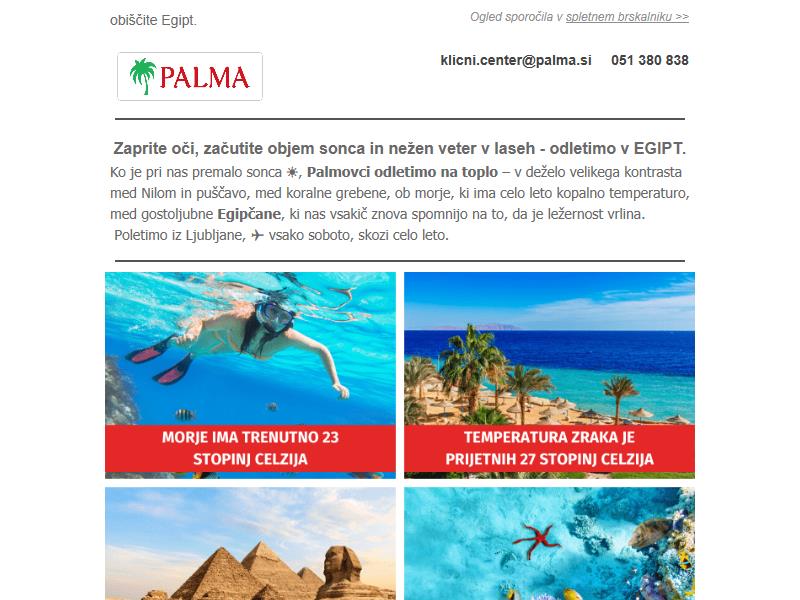 obiščite Egipt.
Ogled sporočila v spletnem brskalniku >>
PALMA
klicni.center@palma.si 051 380 838
Zaprite oči, začutite objem sonca in nežen veter v laseh - odletimo v EGIPT.
Ko je pri nas premalo sonca ☀, Palmovci odletimo na toplo – v deželo velikega kontrasta
med Nilom in puščavo, med koralne grebene, ob morje, ki ima celo leto kopalno temperaturo,
med gostoljubne Egipčane, ki nas vsakič znova spomnijo na to, da je ležernost vrlina.
Poletimo iz Ljubljane, ✈ vsako soboto, skozi celo leto.
MORJE IMA TRENUTNO 23
STOPINJ CELZIJA
TEMPERATURA ZRAKA JE
PRIJETNIH 27 STOPINJ CELZIJA